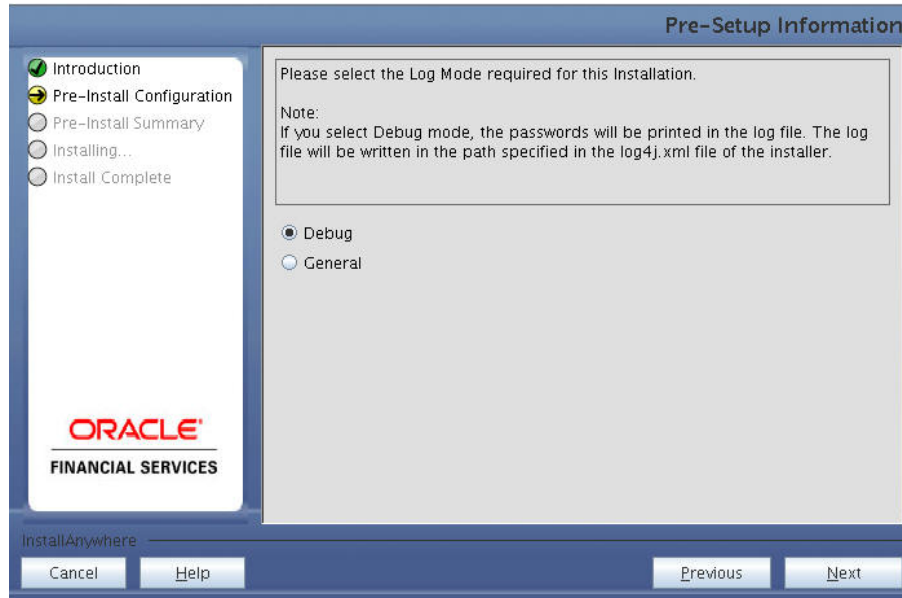 Pre-Setup Information
Introduction
Pre-Install Configuration
Pre-Install Summary
Installing...
Install Complete
Please select the Log Mode required for this Installation.
Note:
If you select Debug mode, the passwords will be printed in the log file. The log
file will be written in the path specified in the log4j.xml file of the installer.
Debug
General
ORACLE'
FINANCIAL SERVICES
InstallAnywhere
Cancel
Help
Previous
Next